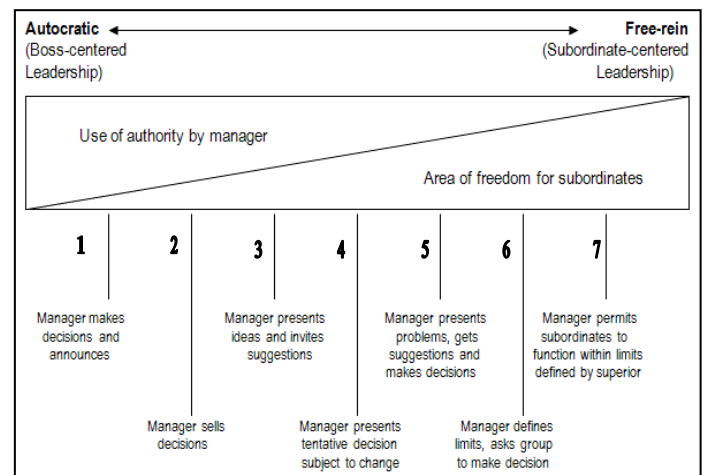 Autocratic
(Boss-centered
Leadership)
Free-rein
(Subordinate-centered
Leadership)
Use of authority by manager
Area of freedom for subordinates
1
2
3
4
5
6
7
Manager makes
decisions and
announces
Manager presents
ideas and invites
suggestions
Manager presents
problems, gets
suggestions and
makes decisions
Manager permits
subordinates to
function within limits
defined by superior
Manager sells
decisions
Manager presents
tentative decision
subject to change
Manager defines
limits, asks group
to make decision